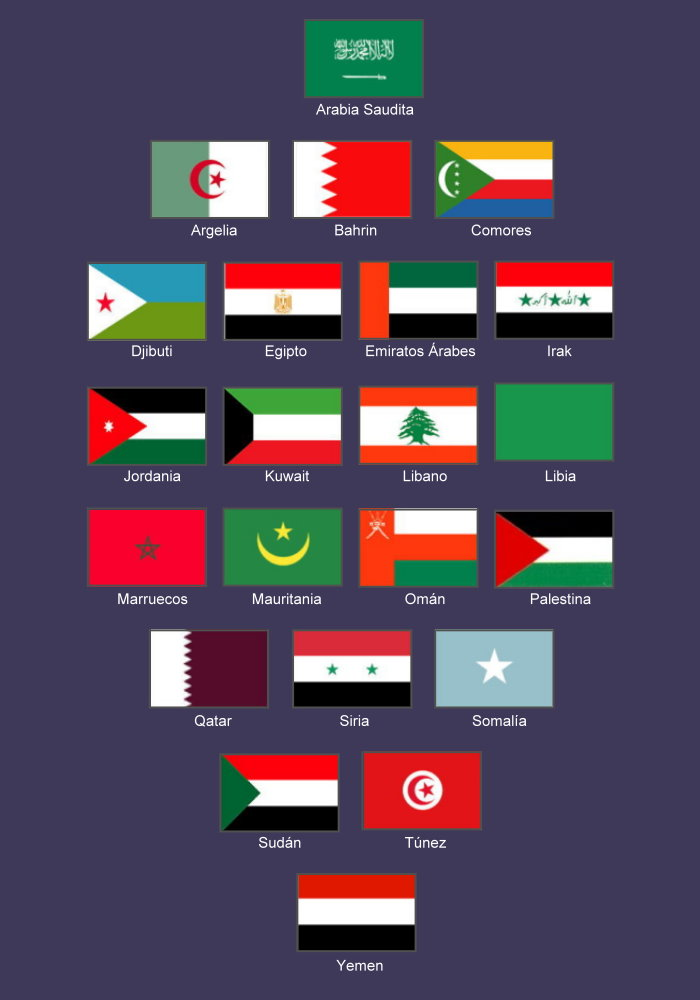 Arabia Saudita
Argelia
Bahrin
Comores
Djibuti
Egipto
Emiratos Árabes
Irak
Jordania
Kuwait
Libano
Libia
Marruecos
Mauritania
Omán
Palestina
Qatar
Siria
Somalía
Sudán
Túnez
Yemen